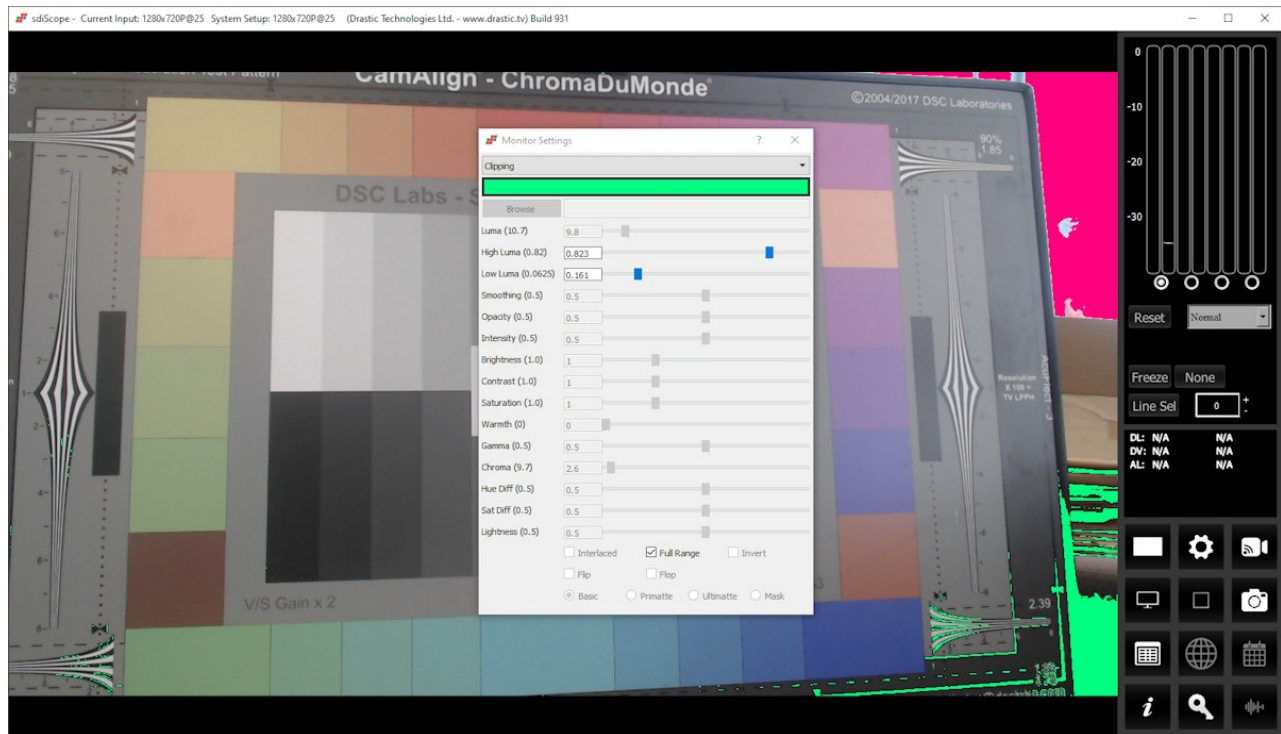 sdiScope - Current Input: 1280x720P@25 System Setup: 1280x720P@25 (Drastic Technologies Ltd. - www.drastic.tv) Build 931
CamAlign - ChromaDuMonde
©2004/2017 DSC Laboratories
90%
1.85
DSC Labs - S
Resolution
X 100 =
TV LPPH
V/S Gain x 2
2.39
Monitor Settings
? ×
Clipping
Browse
Luma (10.7) 9.8
High Luma (0.82) 0.823
Low Luma (0.0625) 0.161
Smoothing (0.5) 0.5
Opacity (0.5) 0.5
Intensity (0.5) 0.5
Brightness (1.0) 1
Contrast (1.0) 1
Saturation (1.0) 1
Warmth (0) 0
Gamma (0.5) 0.5
Chroma (9.7) 2.6
Hue Diff (0.5) 0.5
Sat Diff (0.5) 0.5
Lightness (0.5) 0.5
Interlaced Full Range Invert
Flip Flop
Basic Primatte Ultimatte Mask
0
-10
-20
-30
Reset Normal
Freeze None
Line Sel 0 + -
DL: N/A N/A
DV: N/A N/A
AL: N/A N/A